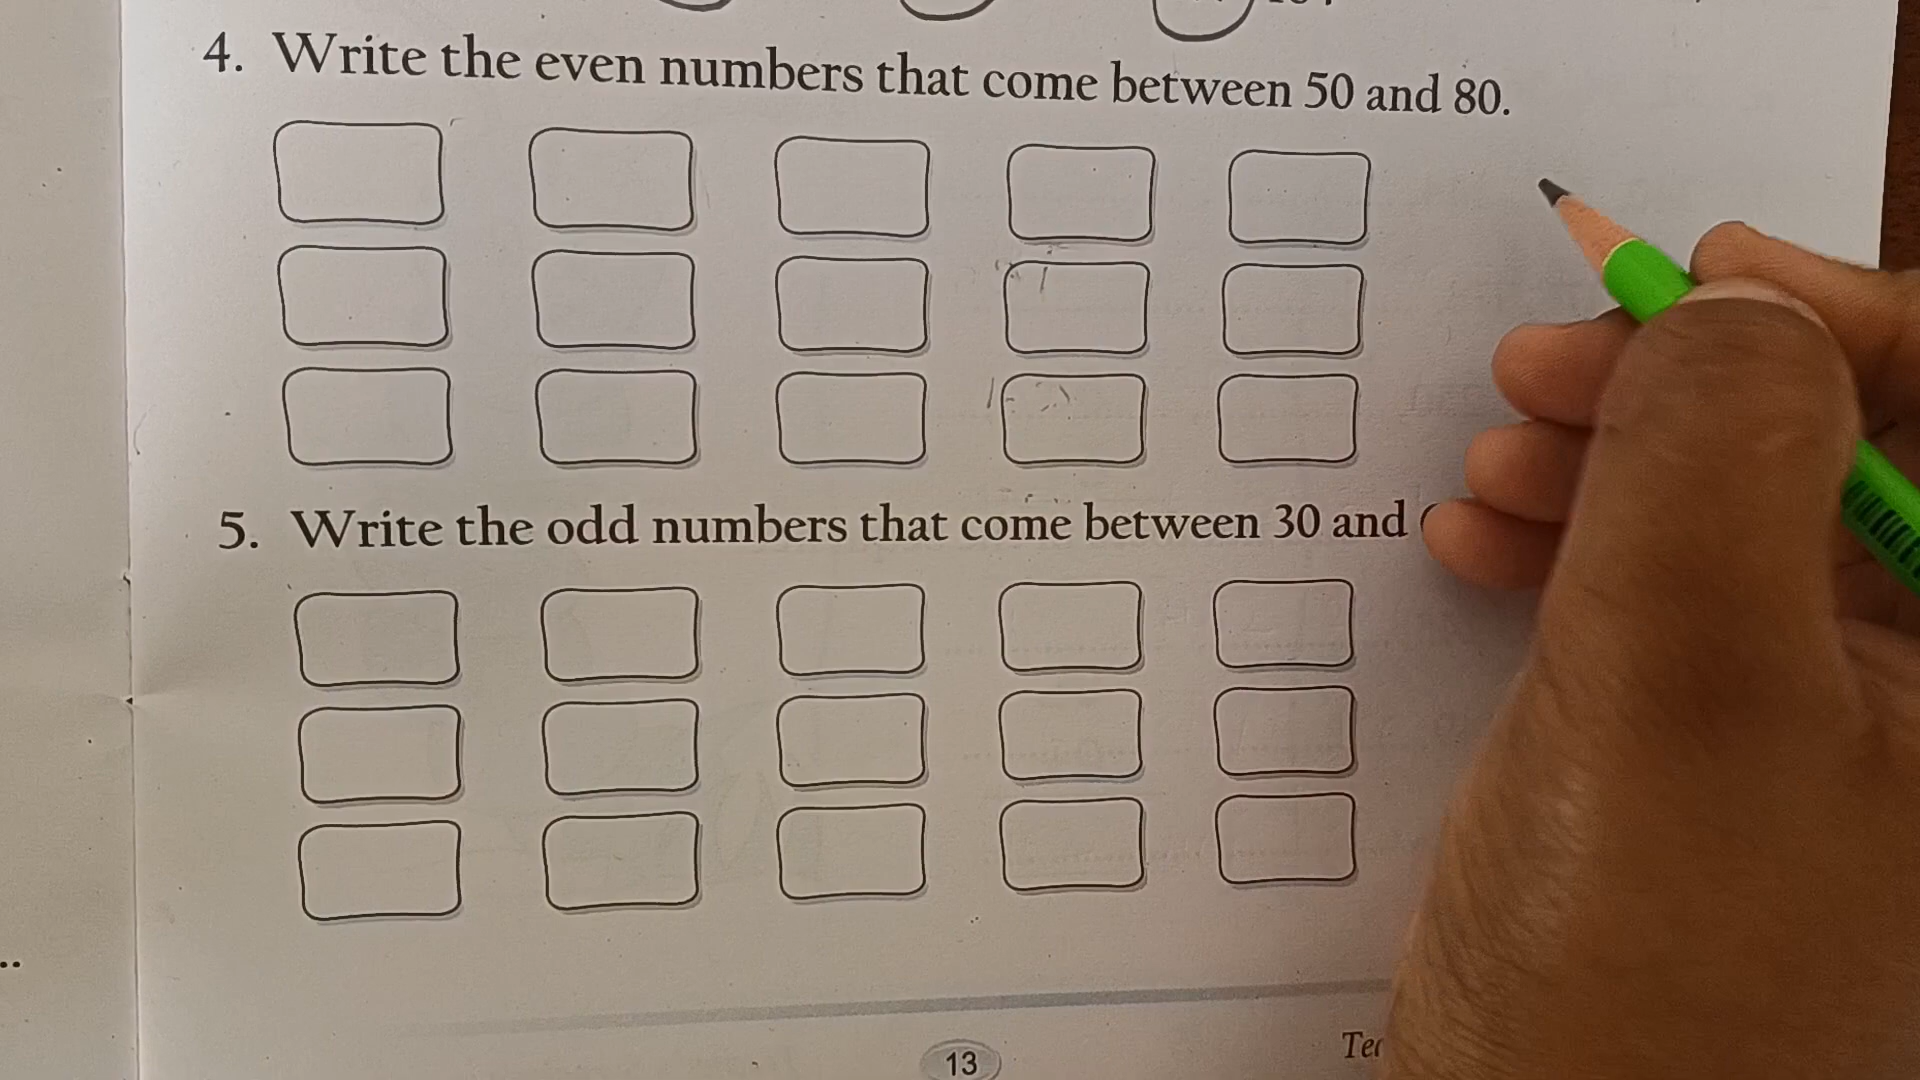 4. Write the even numbers that come between 50 and 80.
5. Write the odd numbers that come between 30 and
13